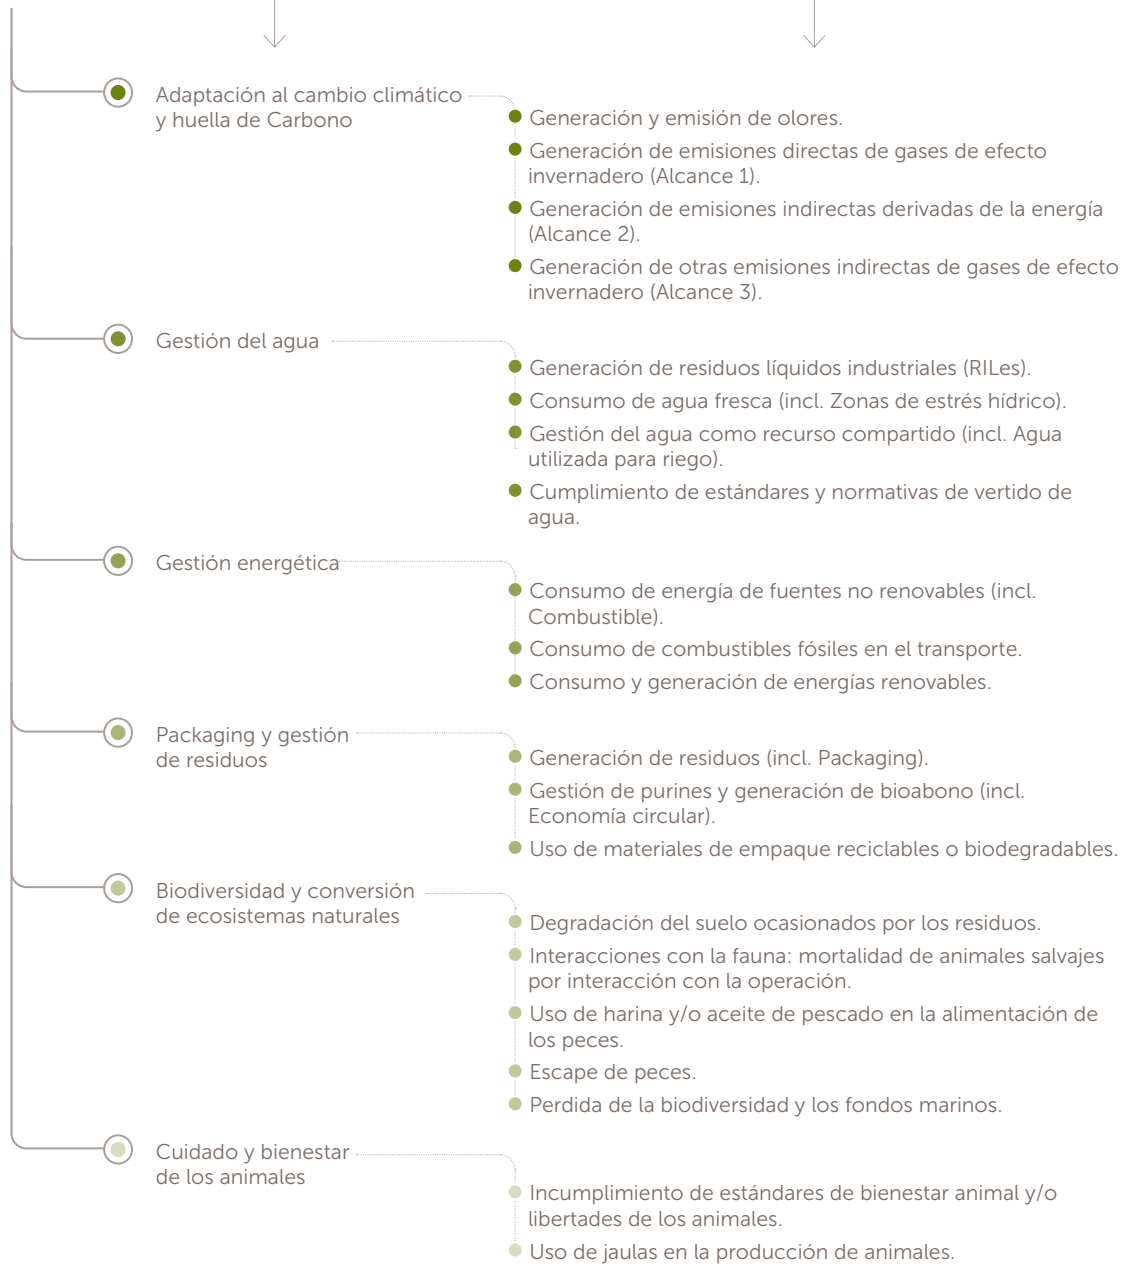 Adaptación al cambio climático
y huella de Carbono
Generación y emisión de olores.
Generación de emisiones directas de gases de efecto
invernadero (Alcance 1).
Generación de emisiones indirectas derivadas de la energía
(Alcance 2).
Generación de otras emisiones indirectas de gases de efecto
invernadero (Alcance 3).
Gestión del agua
Generación de residuos líquidos industriales (RILes).
Consumo de agua fresca (incl. Zonas de estrés hídrico).
Gestión del agua como recurso compartido (incl. Agua
utilizada para riego).
Cumplimiento de estándares y normativas de vertido de
agua.
Gestión energética
Consumo de energía de fuentes no renovables (incl.
Combustible).
Consumo de combustibles fósiles en el transporte.
Consumo y generación de energías renovables.
Packaging y gestión
de residuos
Generación de residuos (incl. Packaging).
Gestión de purines y generación de bioabono (incl.
Economía circular).
Uso de materiales de empaque reciclables o biodegradables.
Biodiversidad y conversión
de ecosistemas naturales
Degradación del suelo ocasionados por los residuos.
Interacciones con la fauna: mortalidad de animales salvajes
por interacción con la operación.
Uso de harina y/o aceite de pescado en la alimentación de
los peces.
Escape de peces.
Perdida de la biodiversidad y los fondos marinos.
Cuidado y bienestar
de los animales
Incumplimiento de estándares de bienestar animal y/o
libertades de los animales.
Uso de jaulas en la producción de animales.